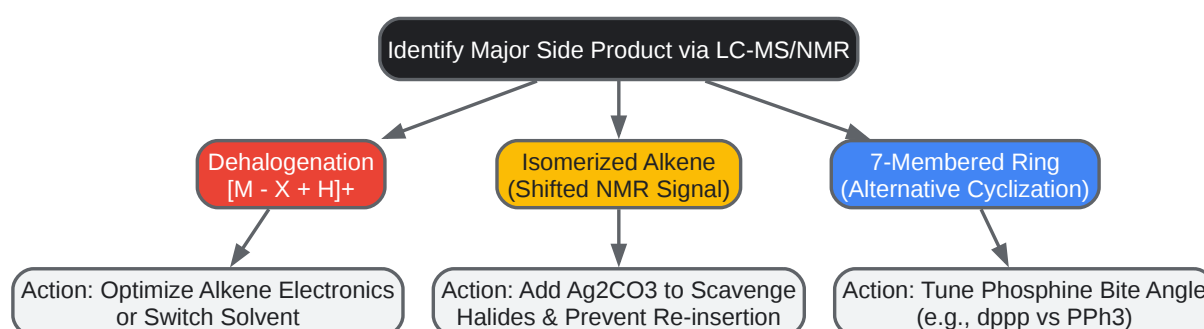 Identify Major Side Product via LC-MS/NMR
Dehalogenation
[M - X + H]+
Isomerized Alkene
(Shifted NMR Signal)
7-Membered Ring
(Alternative Cyclization)
Action: Optimize Alkene Electronics
or Switch Solvent
Action: Add Ag2CO3 to Scavenge
Halides & Prevent Re-insertion
Action: Tune Phosphine Bite Angle
(e.g., dppp vs PPh3)